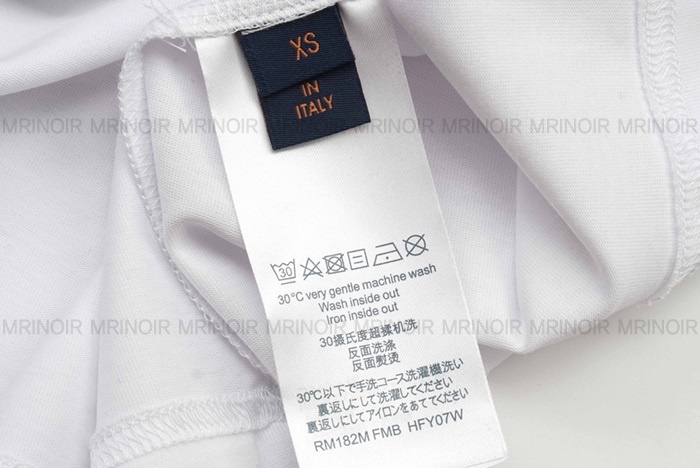 XS
IN
ITALY
MRINOIR MRINOIR MRINOIR MRINOIR MRINOIR MRINOIR MRINOIR MRINOIR
30
30°C very gentle machine wash
Wash inside out
Iron inside out
MRINOIR MRINOIR MRINOIR MRINOIR MRINOIR MRINOIR MRINOIR MRINOIR
30摄氏度超揉机洗
反面洗涤
反面熨烫
30℃以下で手洗コース洗濯機洗い
裏返しにして洗濯してください
裏返しにしてアイロンをあててください
RM182M FMB HFY07W